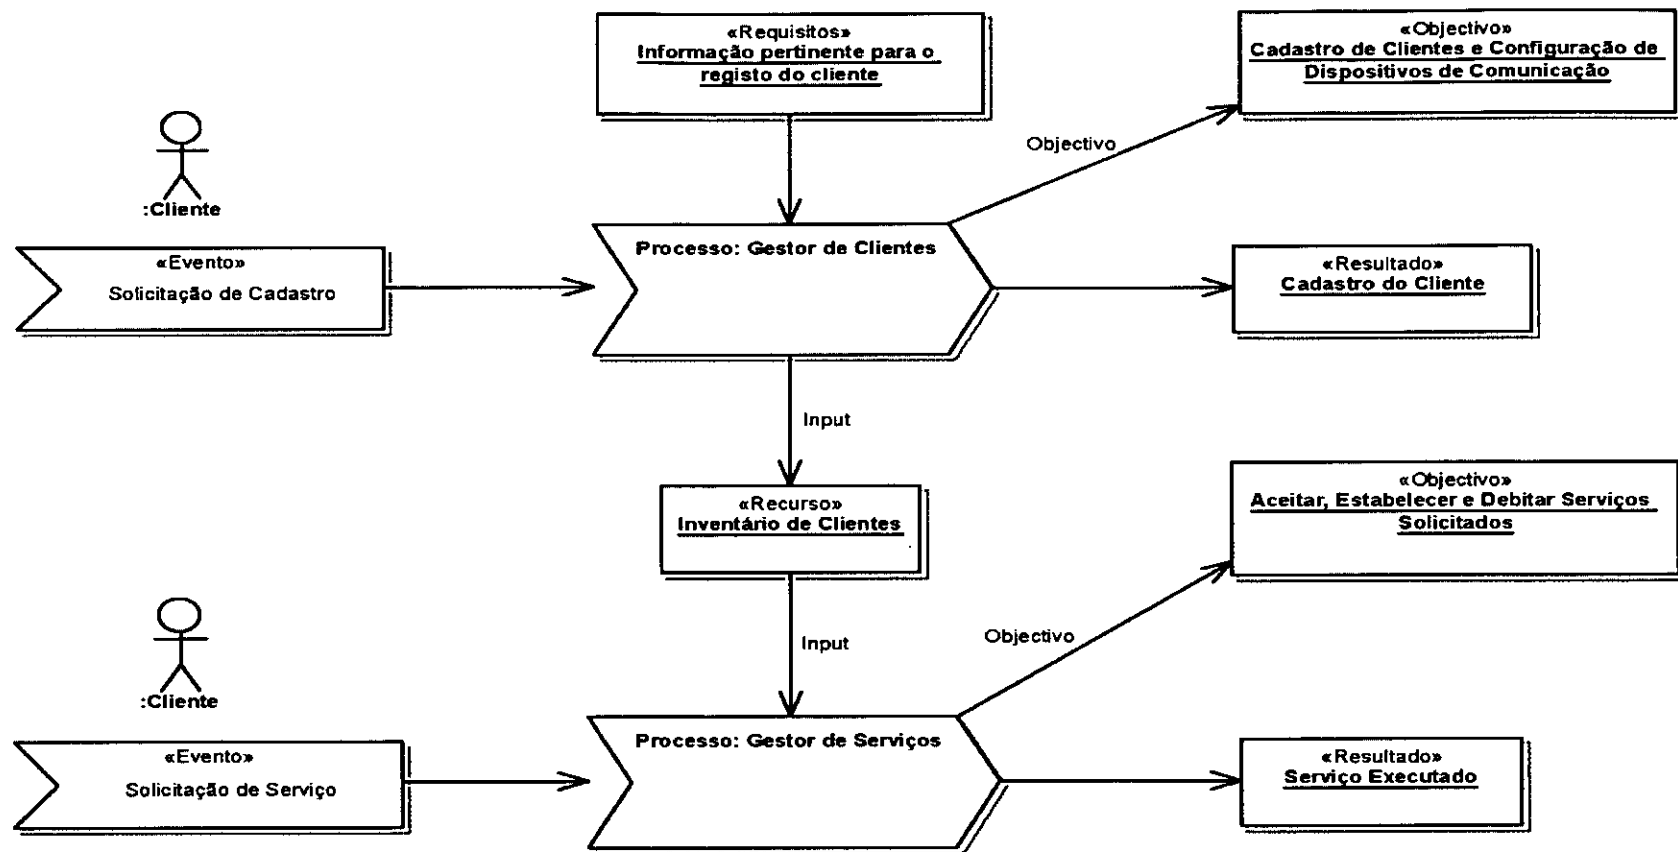 «Requisitos»
Informação pertinente para o
registo do cliente
«Objectivo»
Cadastro de Clientes e Configuração de
Dispositivos de Comunicação
Objectivo
:Cliente
«Evento»
Solicitação de Cadastro
Processo: Gestor de Clientes
«Resultado»
Cadastro do Cliente
Input
«Recurso»
Inventário de Clientes
«Objectivo»
Aceitar, Estabelecer e Debitar Serviços
Solicitados
Input
Objectivo
:Cliente
«Evento»
Solicitação de Serviço
Processo: Gestor de Serviços
«Resultado»
Serviço Executado